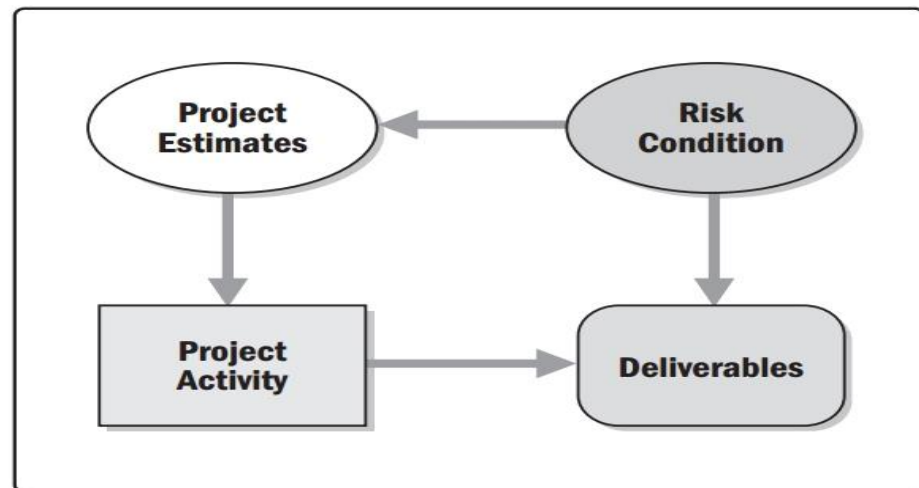 Project
Estimates
Risk
Condition
Project
Activity
Deliverables